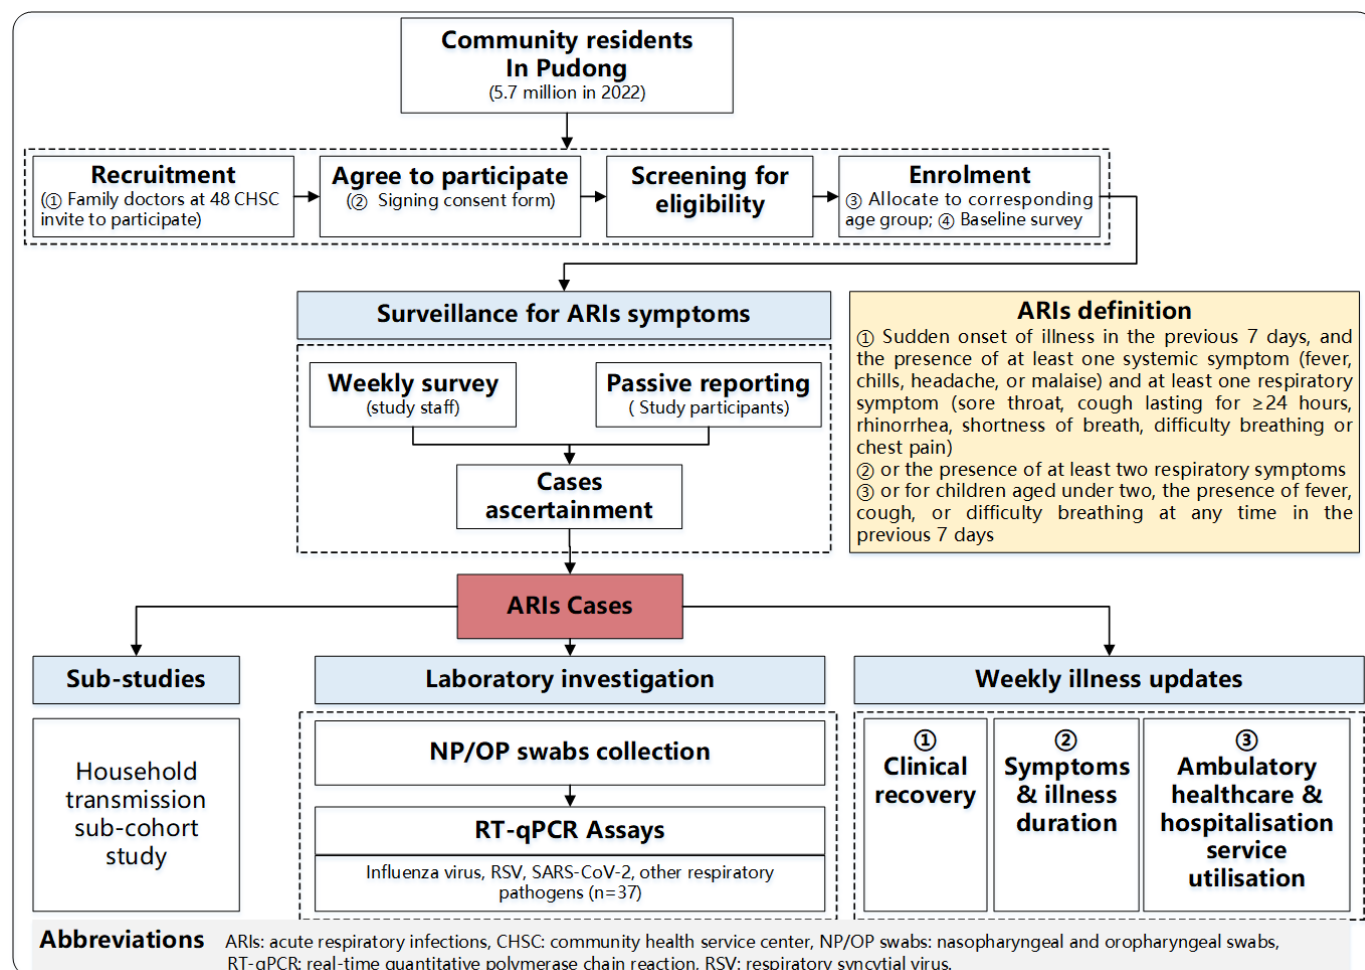 Community residents
In Pudong
(5.7 million in 2022)
Recruitment
(① Family doctors at 48 CHSC
invite to participate)
Agree to participate
(② Signing consent form)
Screening for
eligibility
Enrolment
③ Allocate to corresponding
age group; ④ Baseline survey
Surveillance for ARIs symptoms
Weekly survey
(study staff)
Passive reporting
( Study participants)
Cases
ascertainment
ARIs definition
① Sudden onset of illness in the previous 7 days, and
the presence of at least one systemic symptom (fever,
chills, headache, or malaise) and at least one respiratory
symptom (sore throat, cough lasting for ≥24 hours,
rhinorrhea, shortness of breath, difficulty breathing or
chest pain)
② or the presence of at least two respiratory symptoms
③ or for children aged under two, the presence of fever,
cough, or difficulty breathing at any time in the
previous 7 days
ARIs Cases
Sub-studies
Household
transmission
sub-cohort
study
Laboratory investigation
NP/OP swabs collection
RT-qPCR Assays
Influenza virus, RSV, SARS-CoV-2, other respiratory
pathogens (n=37)
Weekly illness updates
①
Clinical
recovery
②
Symptoms
& illness
duration
③
Ambulatory
healthcare &
hospitalisation
service
utilisation
Abbreviations ARIs: acute respiratory infections, CHSC: community health service center, NP/OP swabs: nasopharyngeal and oropharyngeal swabs,
RT-qPCR: real-time quantitative polymerase chain reaction, RSV: respiratory syncytial virus.